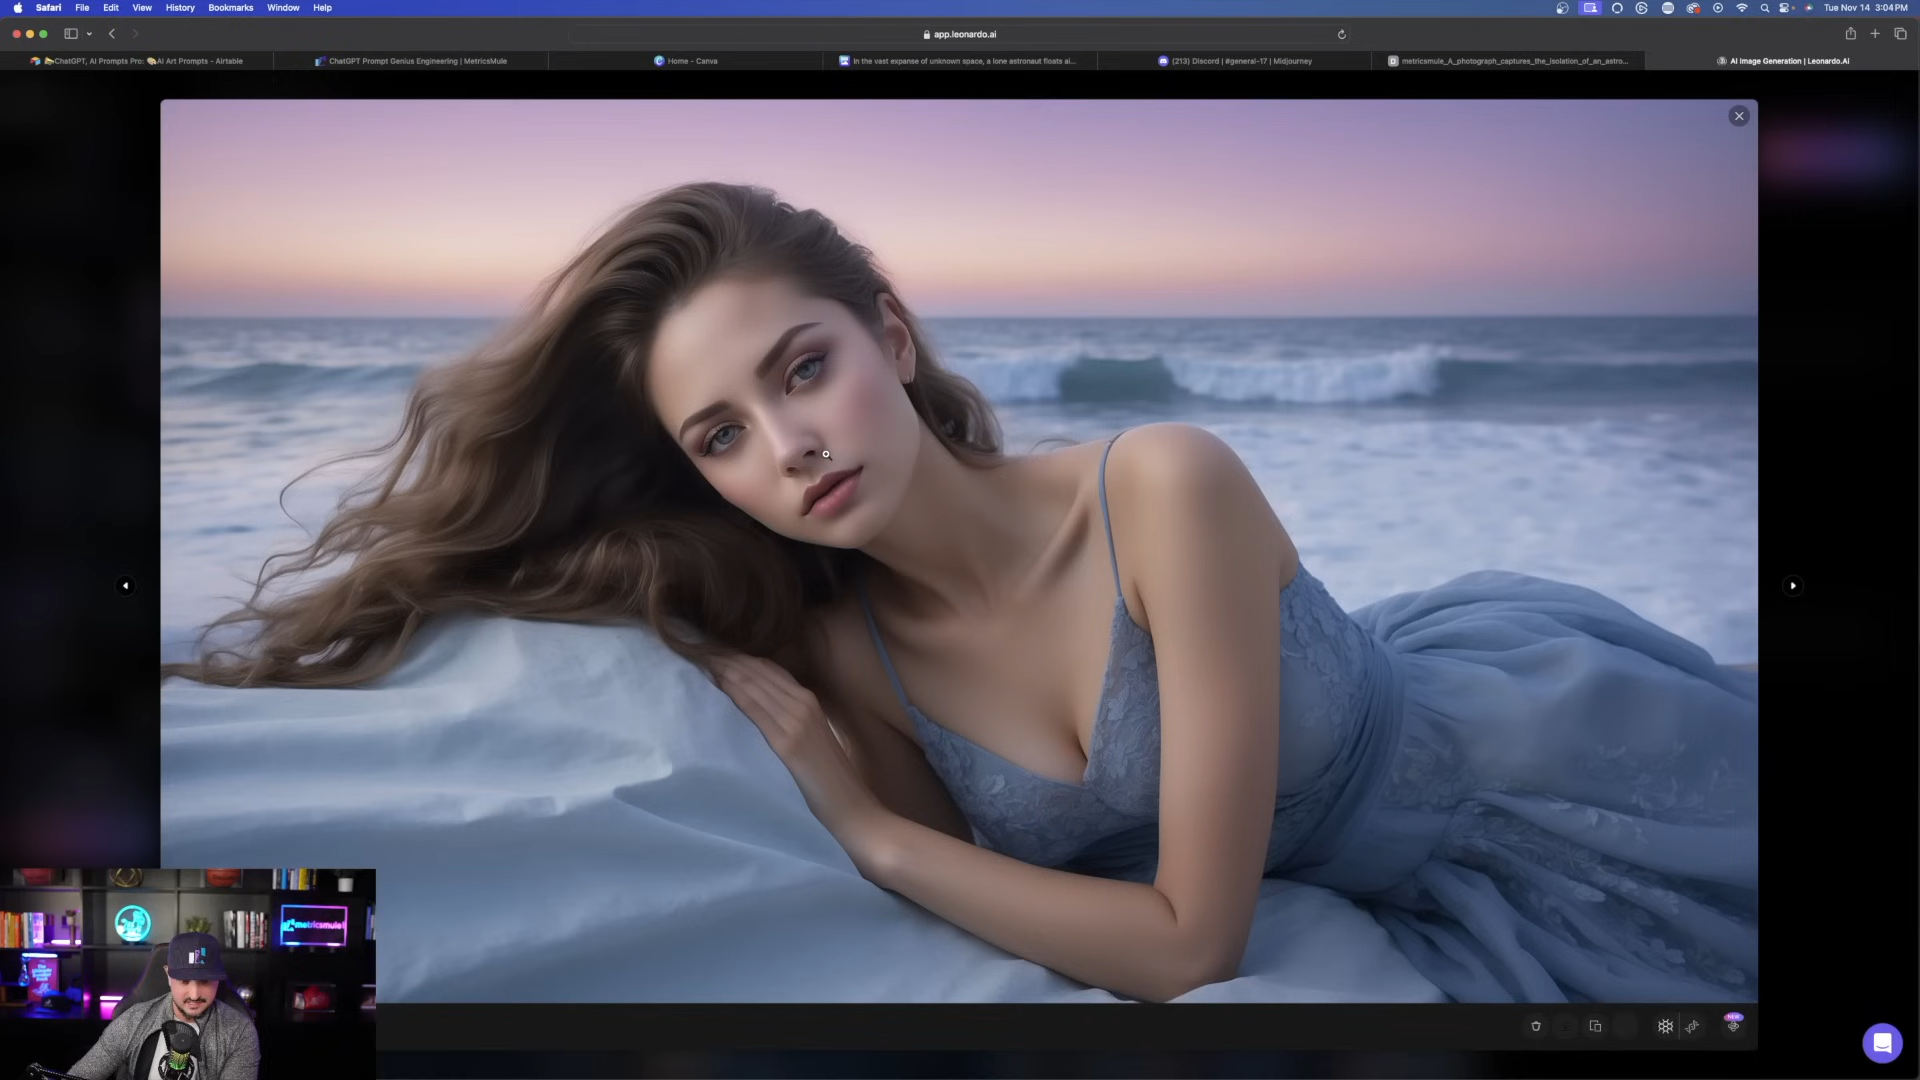 Safari File Edit View History Bookmarks Window Help Tue Nov 14 3:04 PM
app.leonardo.ai
ChatGPT, AI Prompts Pro: Ai Art Prompts - Airtable
ChatGPT Prompt Genius Engineering | MetricsMule
Home - Canva
In the vast expanse of unknown space, a lone astronaut floats ai...
(213) Discord | #general-17 | Midjourney
metricsmule_A_photograph_captures_the_isolation_of_an_astro...
AI Image Generation | Leonardo.Ai
metricsmule
NEW